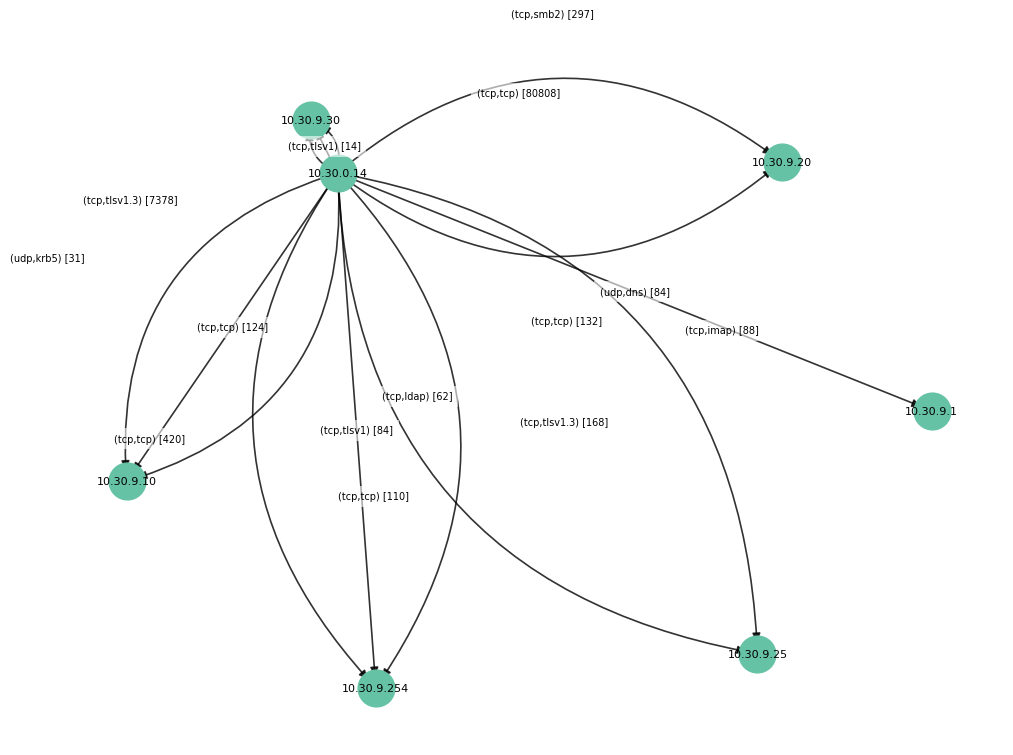 (tcp,smb2) [297]
(tcp,tcp) [80808]
10.30.9.30
(tcp,tlsv1) [14]
10.30.9.20
10.30.0.14
(tcp,tlsv1.3) [7378]
(udp,krb5) [31]
(udp,dns) [84]
(tcp,tcp) [132]
(tcp,tcp) [124]
(tcp,imap) [88]
(tcp,ldap) [62]
10.30.9.1
(tcp,tlsv1.3) [168]
(tcp,tlsv1) [84]
(tcp,tcp) [420]
10.30.9.10
(tcp,tcp) [110]
10.30.9.25
10.30.9.254